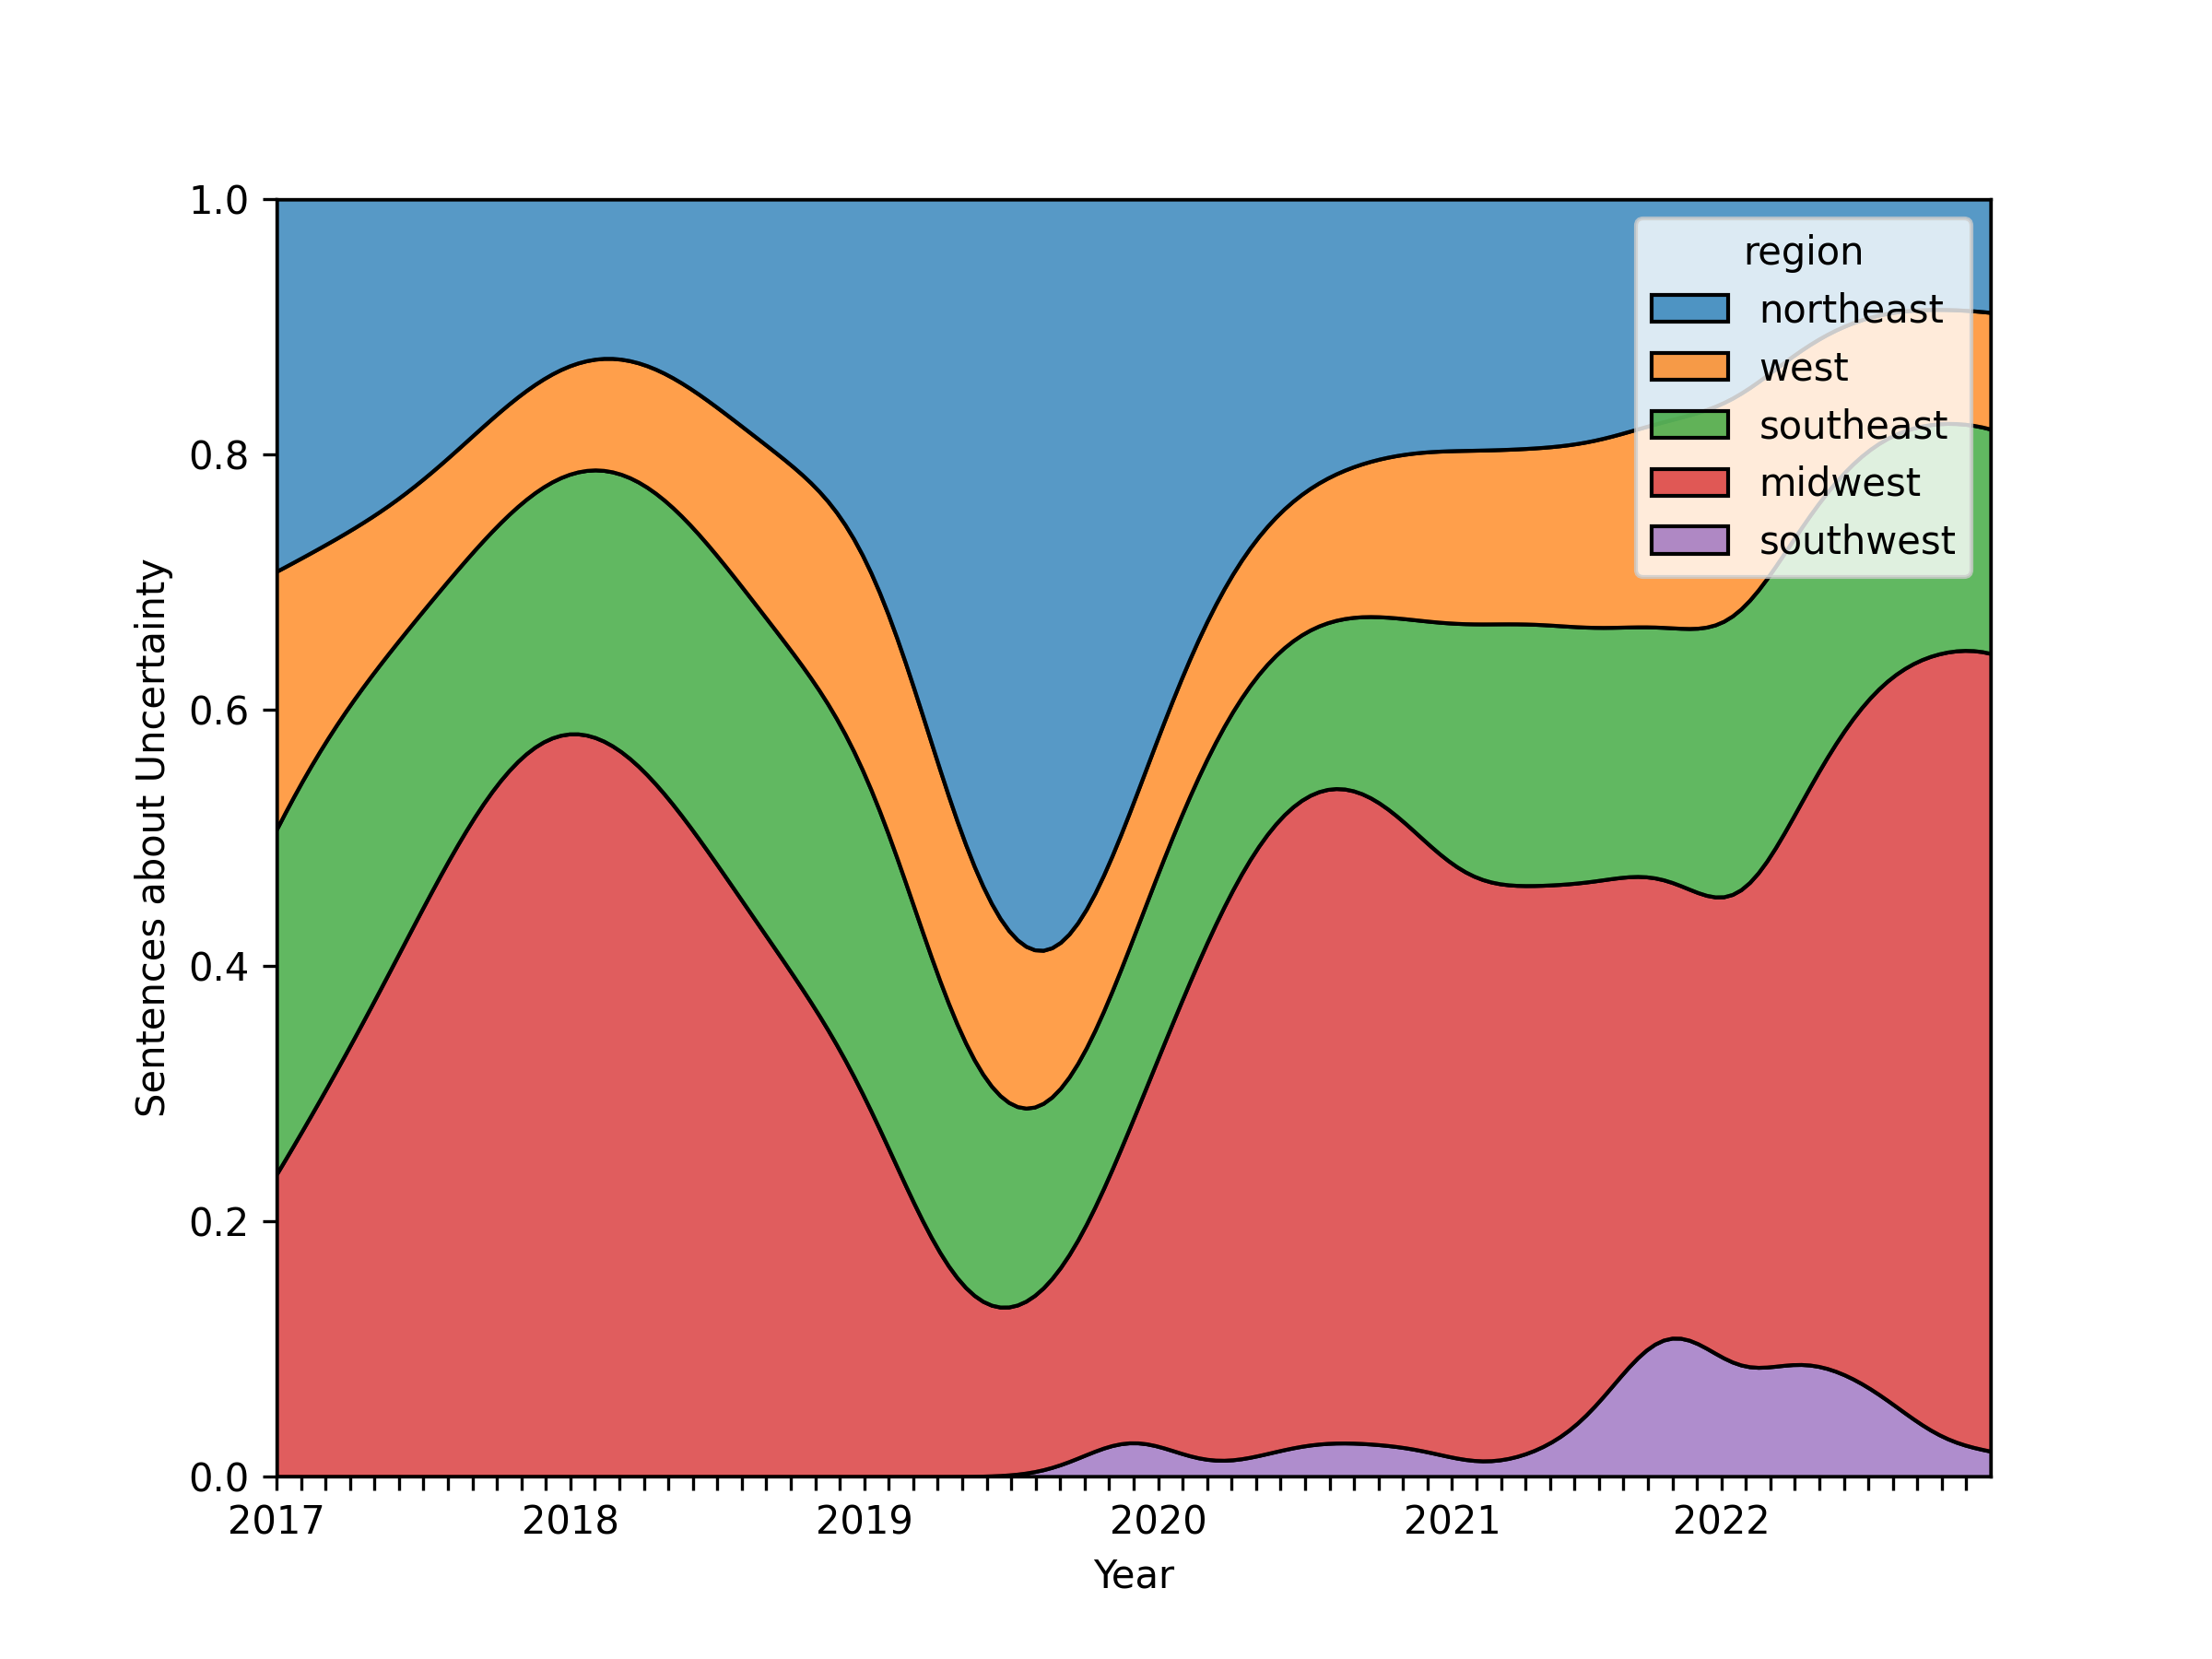 1.0
0.8
0.6
0.4
0.2
0.0
Sentences about Uncertainty
region
northeast
west
southeast
midwest
southwest
2017 2018 2019 2020 2021 2022
Year